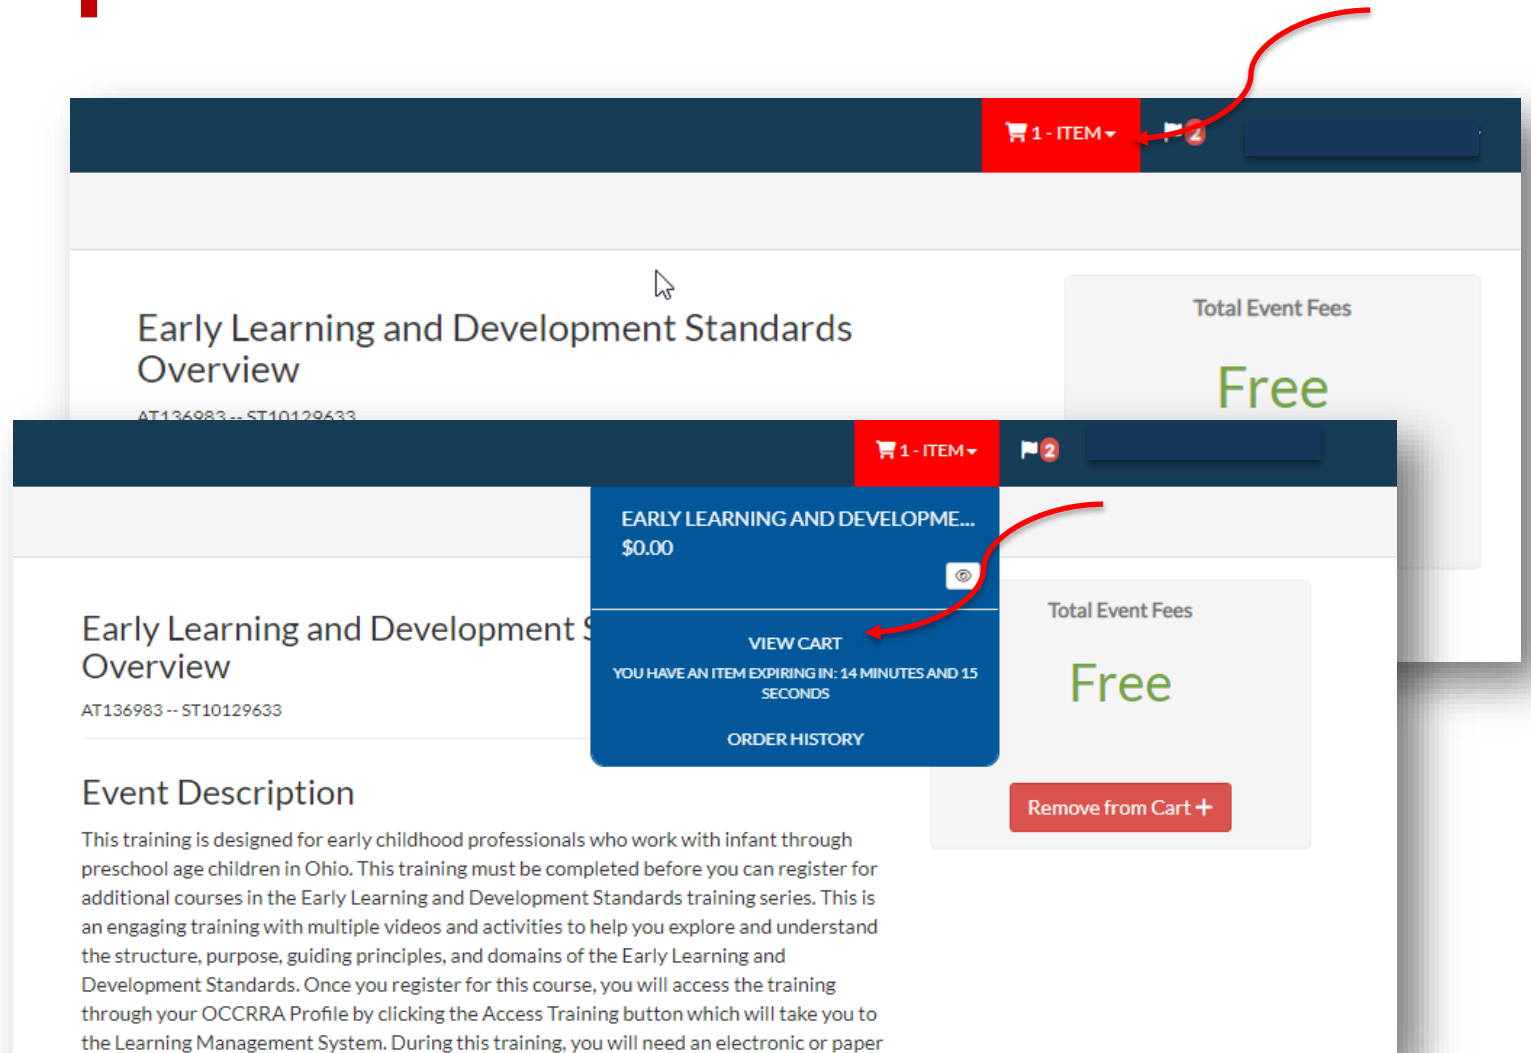 1 - ITEM
2
Total Event Fees
Early Learning and Development Standards
Overview
Free
AT136983 -- ST10129633
1 - ITEM
2
EARLY LEARNING AND DEVELOPME...
$0.00
VIEW CART
YOU HAVE AN ITEM EXPIRING IN: 14 MINUTES AND 15
SECONDS
ORDER HISTORY
Early Learning and Development S
Overview
AT136983 -- ST10129633
Total Event Fees
Free
Remove from Cart +
Event Description
This training is designed for early childhood professionals who work with infant through
preschool age children in Ohio. This training must be completed before you can register for
additional courses in the Early Learning and Development Standards training series. This is
an engaging training with multiple videos and activities to help you explore and understand
the structure, purpose, guiding principles, and domains of the Early Learning and
Development Standards. Once you register for this course, you will access the training
through your OCCRRA Profile by clicking the Access Training button which will take you to
the Learning Management System. During this training, you will need an electronic or paper